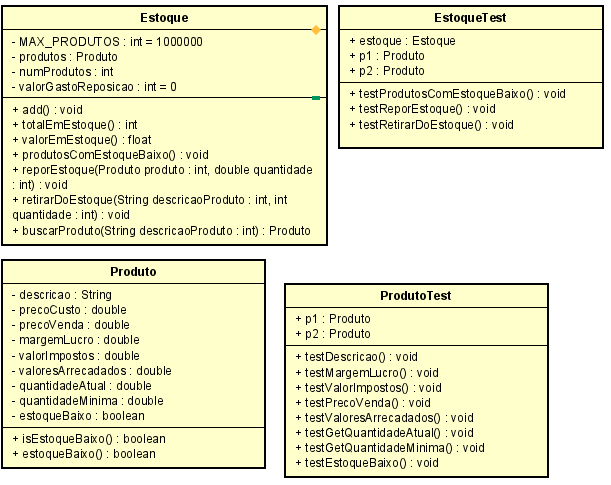 Estoque
- MAX_PRODUTOS : int = 1000000
- produtos : Produto
- numProdutos : int
- valorGastoReposicao : int = 0
+ add() : void
+ totalEmEstoque() : int
+ valorEmEstoque() : float
+ produtosComEstoqueBaixo() : void
+ reporEstoque(Produto produto : int, double quantidade
: int) : void
+ retirarDoEstoque(String descricaoProduto : int, int
quantidade : int) : void
+ buscarProduto(String descricaoProduto : int) : Produto
EstoqueTest
+ estoque : Estoque
+ p1 : Produto
+ p2 : Produto
+ testProdutosComEstoqueBaixo() : void
+ testReporEstoque() : void
+ testRetirarDoEstoque() : void
Produto
- descricao : String
- precoCusto : double
- precoVenda : double
- margemLucro : double
- valorImpostos : double
- valoresArrecadados : double
- quantidadeAtual : double
- quantidadeMinima : double
- estoqueBaixo : boolean
+ isEstoqueBaixo() : boolean
+ estoqueBaixo() : boolean
ProdutoTest
+ p1 : Produto
+ p2 : Produto
+ testDescricao() : void
+ testMargemLucro() : void
+ testValorImpostos() : void
+ testPrecoVenda() : void
+ testValoresArrecadados() : void
+ testGetQuantidadeAtual() : void
+ testGetQuantidadeMinima() : void
+ testEstoqueBaixo() : void